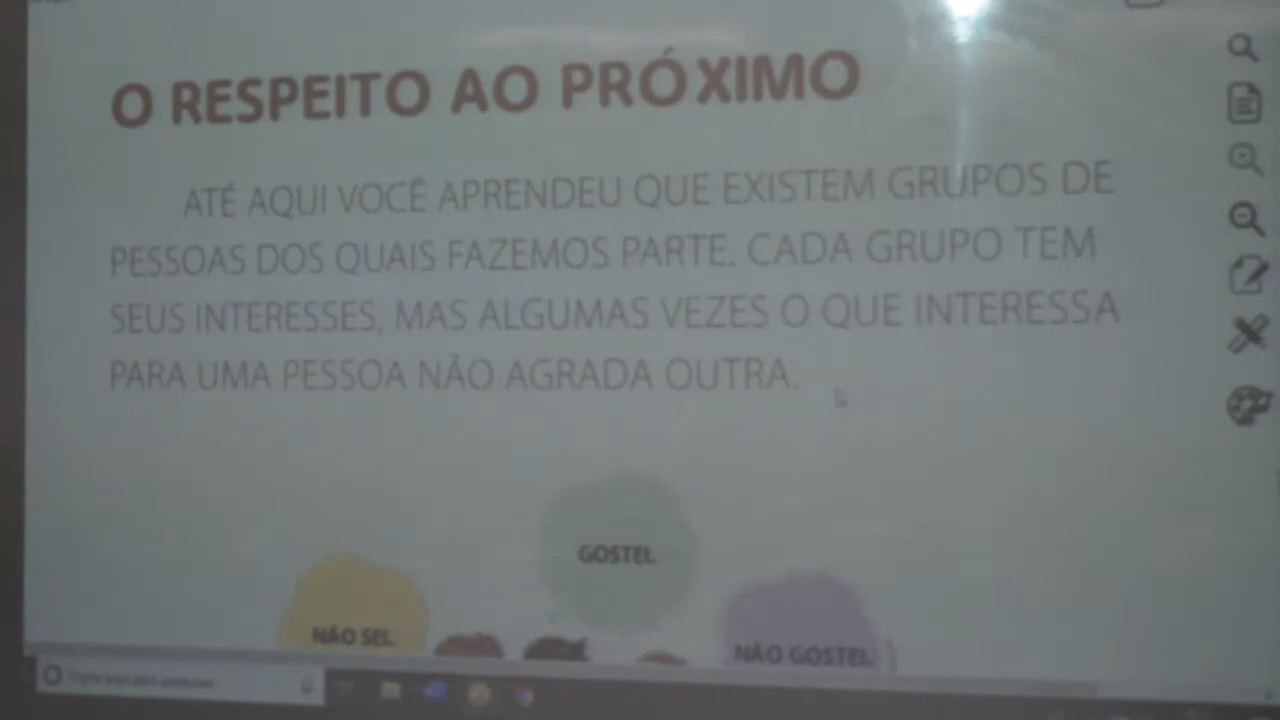 O RESPEITO AO PRÓXIMO
ATÉ AQUI VOCÊ APRENDEU QUE EXISTEM GRUPOS DE
PESSOAS DOS QUAIS FAZEMOS PARTE. CADA GRUPO TEM
SEUS INTERESSES, MAS ALGUMAS VEZES O QUE INTERESSA
PARA UMA PESSOA NÃO AGRADA OUTRA.
GOSTEI.
NÃO SEI.
NÃO GOSTEI.